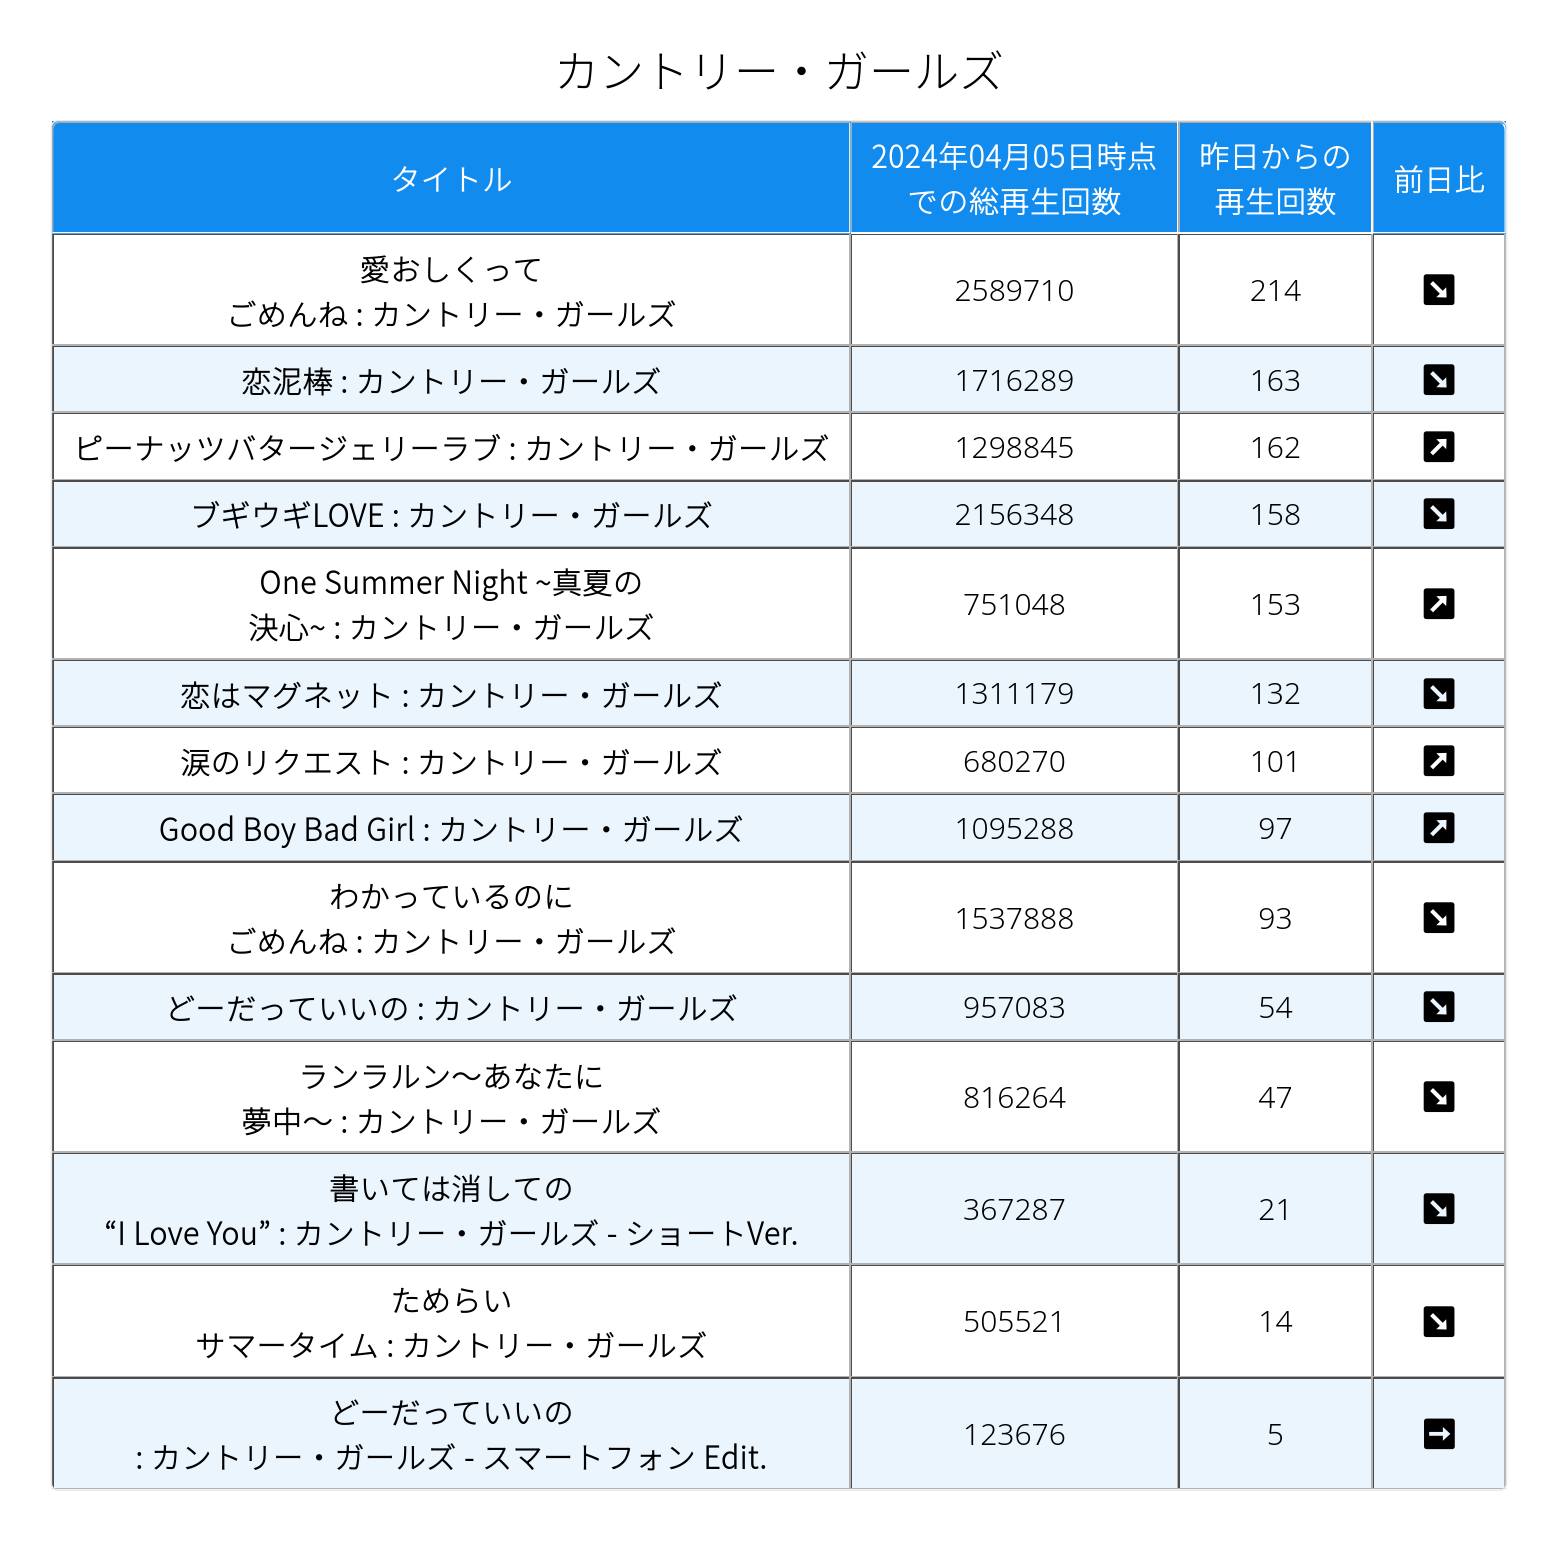 カントリー・ガールズ
タイトル
2024年04月05日時点
での総再生回数
昨日からの
再生回数
前日比
愛おしくって
ごめんね : カントリー・ガールズ
2589710
214
恋泥棒 : カントリー・ガールズ
1716289
163
ピーナッツバタージェリーラブ : カントリー・ガールズ
1298845
162
ブギウギLOVE : カントリー・ガールズ
2156348
158
One Summer Night ~真夏の
決心~ : カントリー・ガールズ
751048
153
恋はマグネット : カントリー・ガールズ
1311179
132
涙のリクエスト : カントリー・ガールズ
680270
101
Good Boy Bad Girl : カントリー・ガールズ
1095288
97
わかっているのに
ごめんね : カントリー・ガールズ
1537888
93
どーだっていいの : カントリー・ガールズ
957083
54
ランラルン〜あなたに
夢中〜 : カントリー・ガールズ
816264
47
書いては消しての
“I Love You” : カントリー・ガールズ - ショートVer.
367287
21
ためらい
サマータイム : カントリー・ガールズ
505521
14
どーだっていいの
: カントリー・ガールズ - スマートフォン Edit.
123676
5